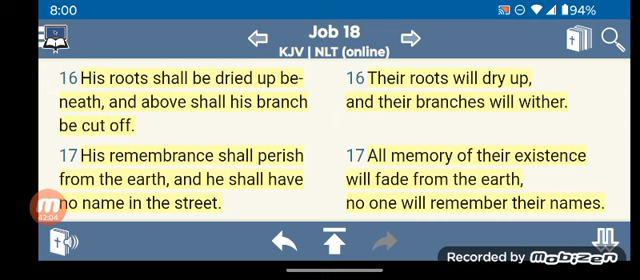 8:00
94%
Job 18
KJV | NLT (online)
16 His roots shall be dried up be-
neath, and above shall his branch
be cut off.
17 His remembrance shall perish
from the earth, and he shall have
no name in the street.
16 Their roots will dry up,
and their branches will wither.
17 All memory of their existence
will fade from the earth,
no one will remember their names.
42:04
Recorded by Mobizen